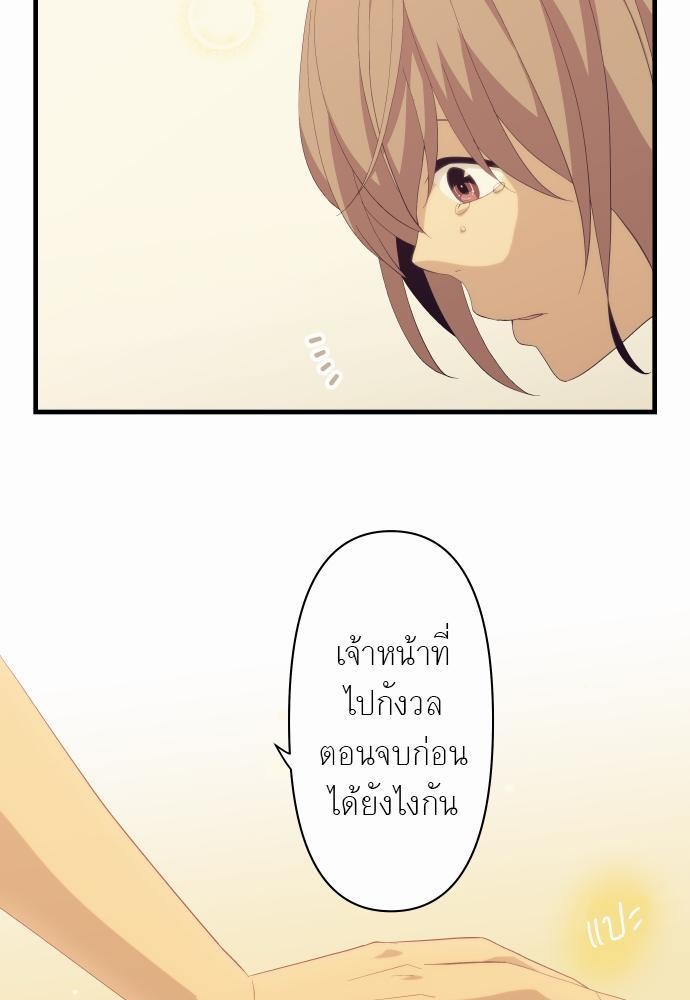 เจ้าหน้าที่
ไปกังวล
ตอนจบก่อน
ได้ยังไงกัน
แปะ